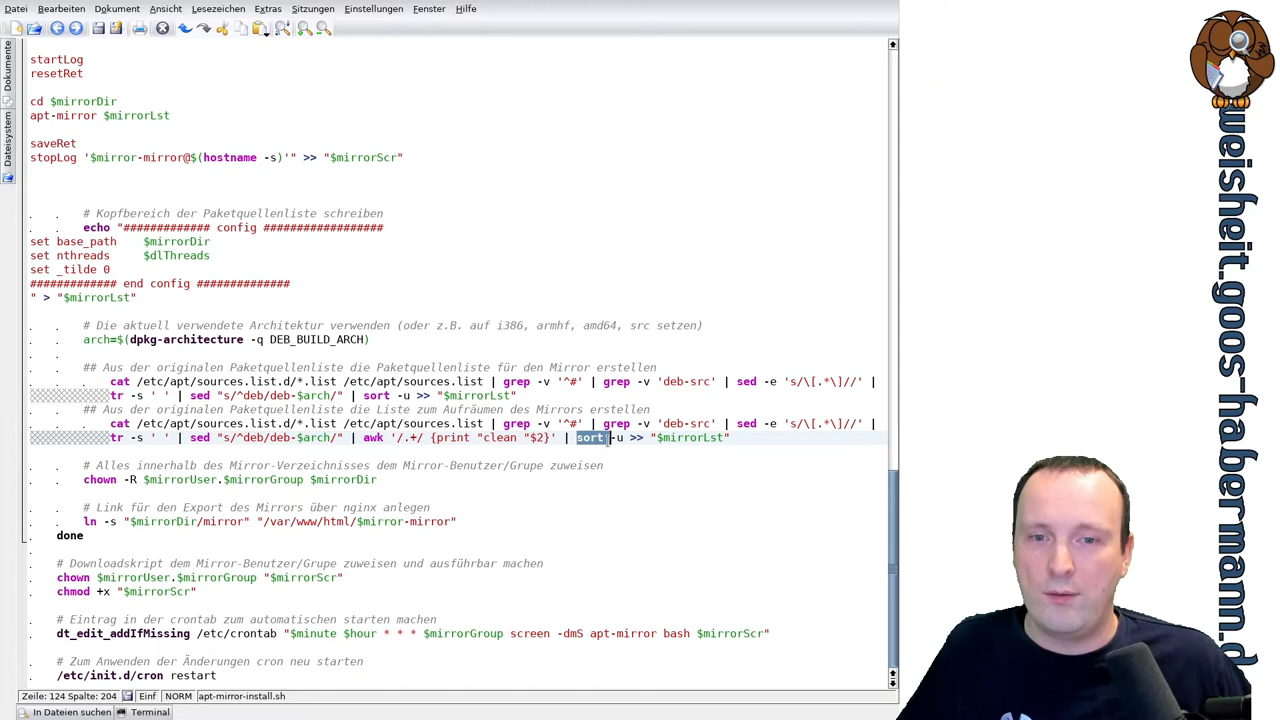 Datei Bearbeiten Dokument Ansicht Lesezeichen Extras Sitzungen Einstellungen Fenster Hilfe
Dokumente
Dateisystem
startLog
resetRet
cd $mirrorDir
apt-mirror $mirrorLst
saveRet
stopLog '$mirror-mirror@$(hostname -s)'" >> "$mirrorScr"
# Kopfbereich der Paketquellenliste schreiben
echo "############# config ##################
set base_path $mirrorDir
set nthreads $dlThreads
set _tilde 0
############# end config ##############
" > "$mirrorLst"
# Die aktuell verwendete Architektur verwenden (oder z.B. auf i386, armhf, amd64, src setzen)
arch=$(dpkg-architecture -q DEB_BUILD_ARCH)
## Aus der originalen Paketquellenliste die Paketquellenliste für den Mirror erstellen
cat /etc/apt/sources.list.d/*.list /etc/apt/sources.list | grep -v '^#' | grep -v 'deb-src' | sed -e 's/\[.*\]//' |
tr -s ' ' | sed "s/^deb/deb-$arch/" | sort -u >> "$mirrorLst"
## Aus der originalen Paketquellenliste die Liste zum Aufräumen des Mirrors erstellen
cat /etc/apt/sources.list.d/*.list /etc/apt/sources.list | grep -v '^#' | grep -v 'deb-src' | sed -e 's/\[.*\]//' |
tr -s ' ' | sed "s/^deb/deb-$arch/" | awk '/.+/ {print "clean "$2}' | sort -u >> "$mirrorLst"
# Alles innerhalb des Mirror-Verzeichnisses dem Mirror-Benutzer/Grupe zuweisen
chown -R $mirrorUser.$mirrorGroup $mirrorDir
# Link für den Export des Mirrors über nginx anlegen
ln -s "$mirrorDir/mirror" "/var/www/html/$mirror-mirror"
done
# Downloadskript dem Mirror-Benutzer/Grupe zuweisen und ausführbar machen
chown $mirrorUser.$mirrorGroup "$mirrorScr"
chmod +x "$mirrorScr"
# Eintrag in der crontab zum automatischen starten machen
dt_edit_addIfMissing /etc/crontab "$minute $hour * * * $mirrorGroup screen -dmS apt-mirror bash $mirrorScr"
# Zum Anwenden der Änderungen cron neu starten
/etc/init.d/cron restart
Zeile: 124 Spalte: 204 Einf NORM apt-mirror-install.sh
In Dateien suchen Terminal
weisheit.goos-habermann.d